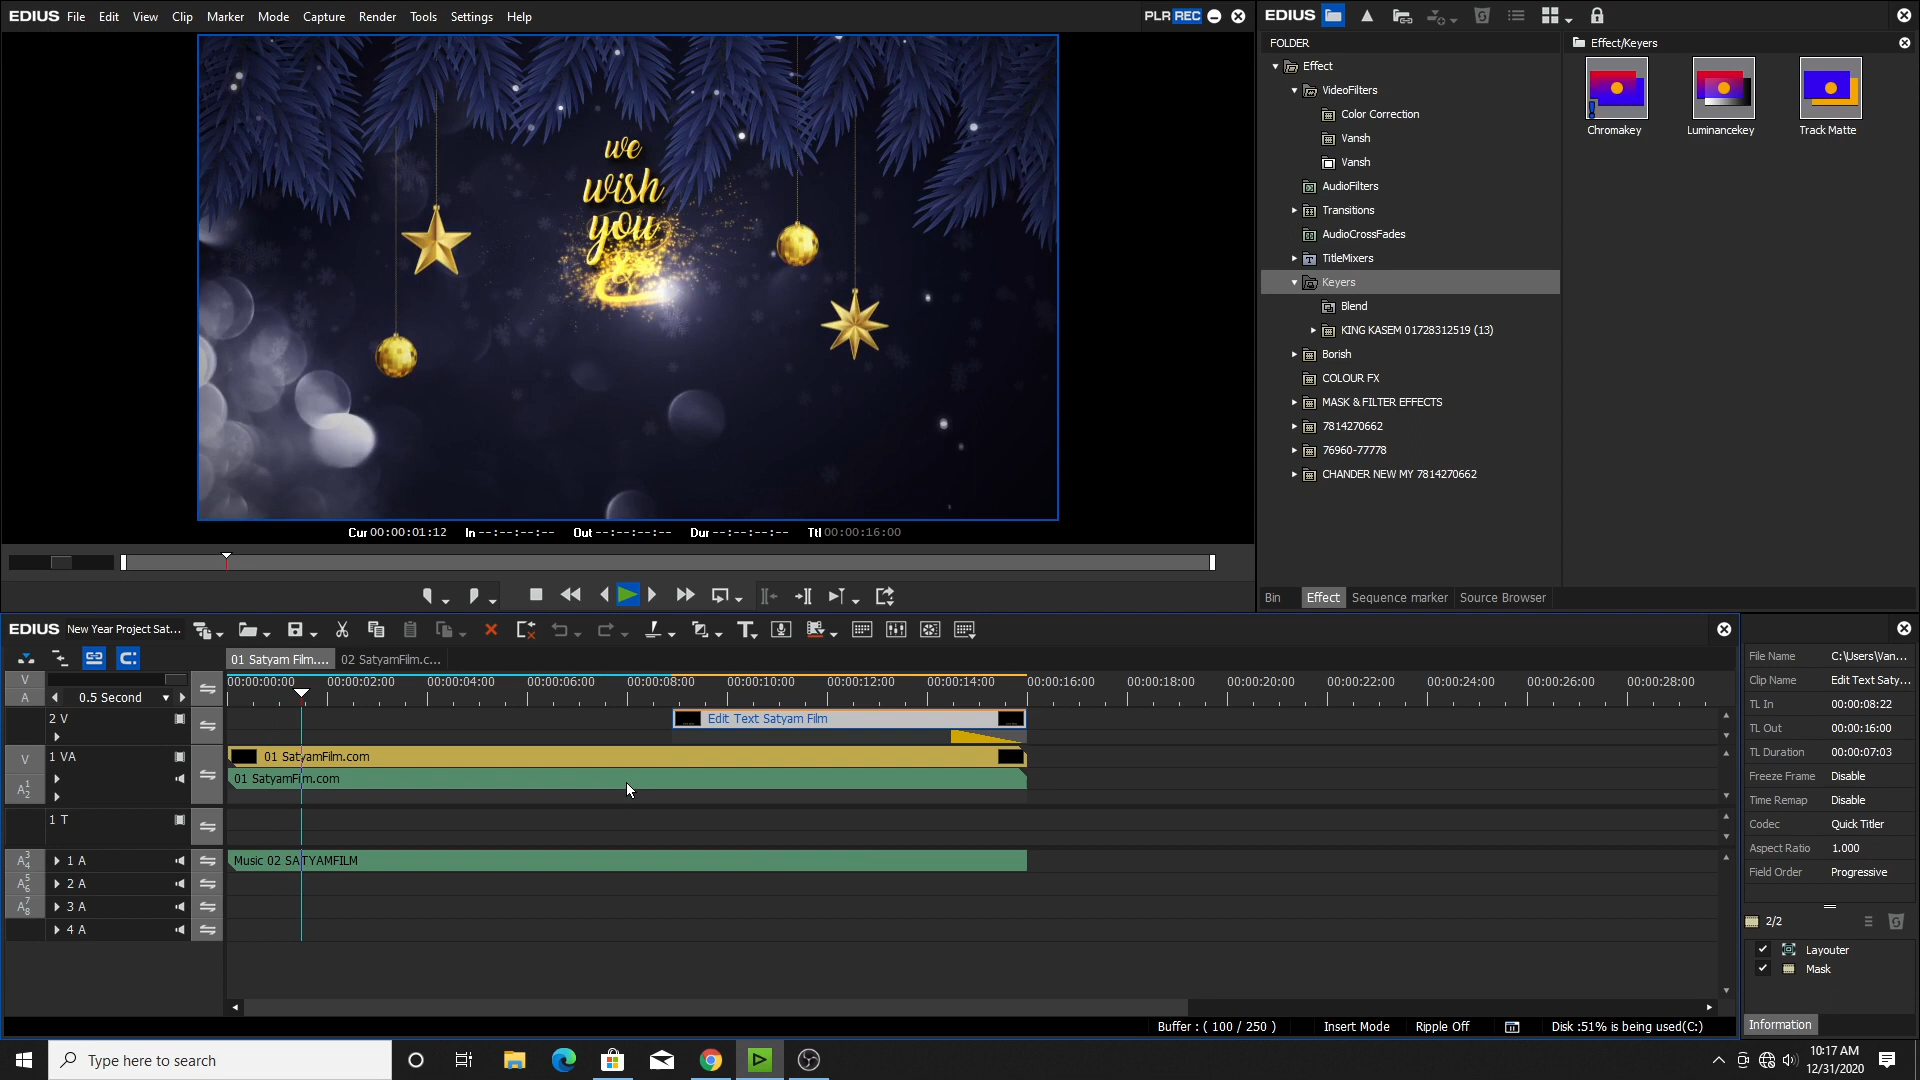 EDIUS File Edit View Clip Marker Mode Capture Render Tools Settings Help PLR REC
we
wish
you
Cur 00:00:01:12 In --:--:--:-- Out --:--:--:-- Dur --:--:--:-- Ttl 00:00:16:00
EDIUS
FOLDER
Effect
VideoFilters
Color Correction
Vansh
Vansh
AudioFilters
Transitions
AudioCrossFades
TitleMixers
Keyers
Blend
KING KASEM 01728312519 (13)
Borish
COLOUR FX
MASK & FILTER EFFECTS
7814270662
76960-77778
CHANDER NEW MY 7814270662
Effect/Keyers
Chromakey Luminancekey Track Matte
Bin Effect Sequence marker Source Browser
EDIUS New Year Project Sat...
01 Satyam Film.... 02 SatyamFilm.c...
V
A 0.5 Second
00:00:00:00 00:00:02:00 00:00:04:00 00:00:06:00 00:00:08:00 00:00:10:00 00:00:12:00 00:00:14:00 00:00:16:00 00:00:18:00 00:00:20:00 00:00:22:00 00:00:24:00 00:00:26:00 00:00:28:00
2 V Edit Text Satyam Film
V 1 VA 01 SatyamFilm.com
A 1 2 01 SatyamFilm.com
1 T
A 3 4 1 A Music 02 SATYAMFILM
A 5 6 2 A
A 7 8 3 A
4 A
Buffer : ( 100 / 250 ) Insert Mode Ripple Off Disk :51% is being used(C:)
File Name C:\Users\Van...
Clip Name Edit Text Saty...
TL In 00:00:08:22
TL Out 00:00:16:00
TL Duration 00:00:07:03
Freeze Frame Disable
Time Remap Disable
Codec Quick Titler
Aspect Ratio 1.000
Field Order Progressive
2/2
Layouter
Mask
Information
Type here to search
10:17 AM
12/31/2020